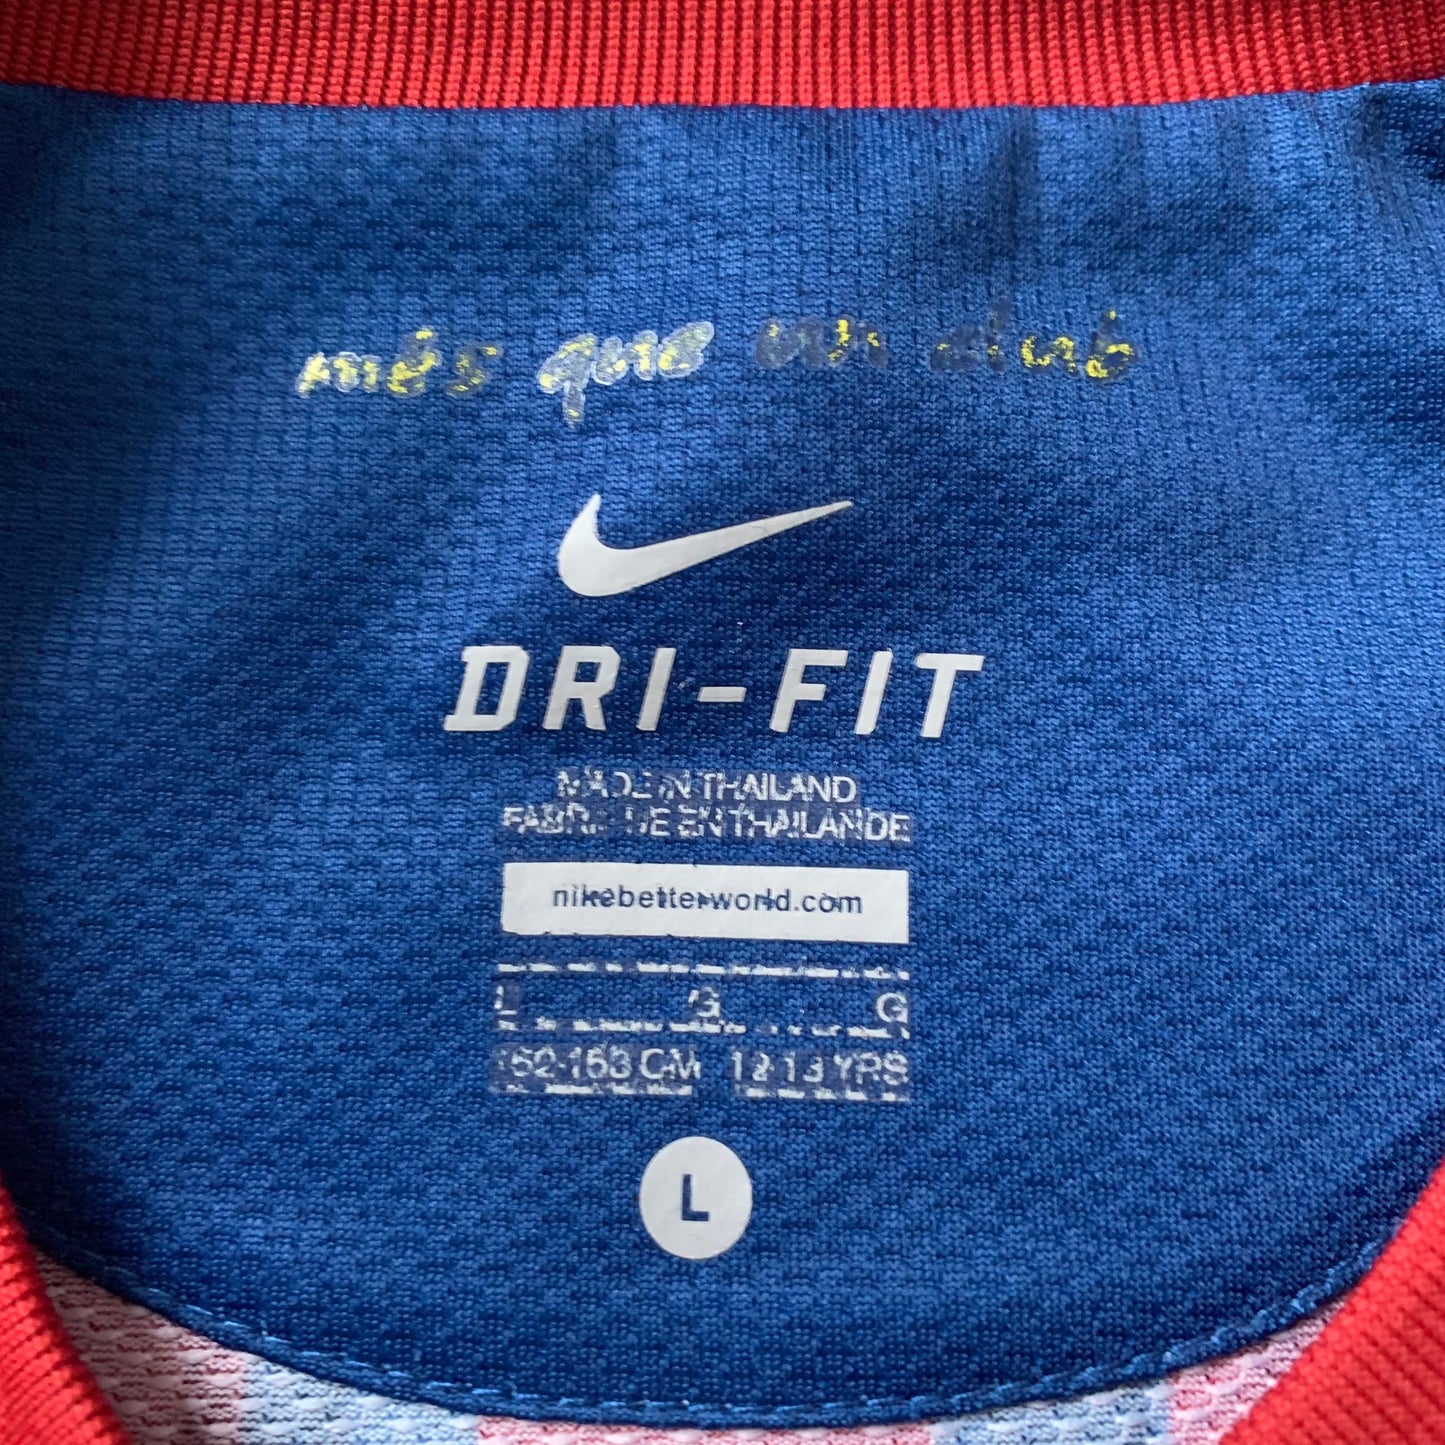 més que un club
DRI-FIT
MADE IN THAILAND
FABRIQUE EN THAILANDE
nikebetterworld.com
L G G
152-158 CM 12-13 YRS
L